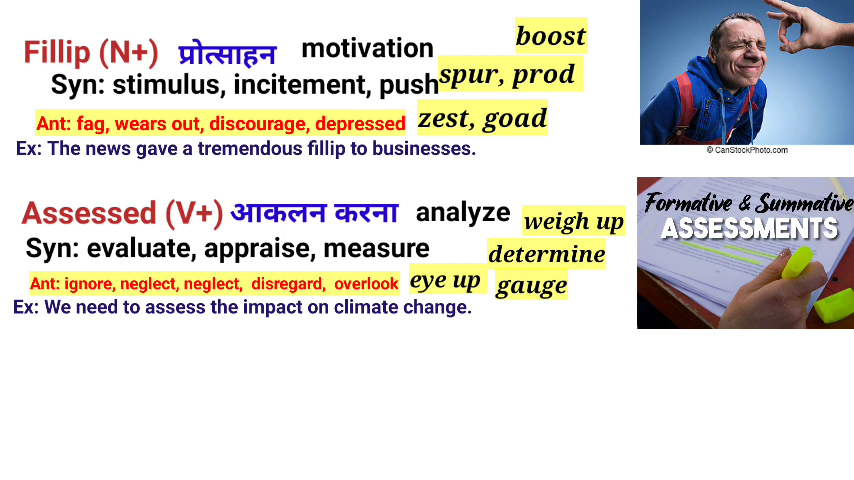 Fillip (N+) प्रोत्साहन motivation boost
Syn: stimulus, incitement, push spur, prod
Ant: fag, wears out, discourage, depressed zest, goad
Ex: The news gave a tremendous fillip to businesses.
© CanStockPhoto.com
Assessed (V+) आकलन करना analyze weigh up
Syn: evaluate, appraise, measure determine
Ant: ignore, neglect, neglect, disregard, overlook eye up gauge
Ex: We need to assess the impact on climate change.
Formative & Summative
ASSESSMENTS